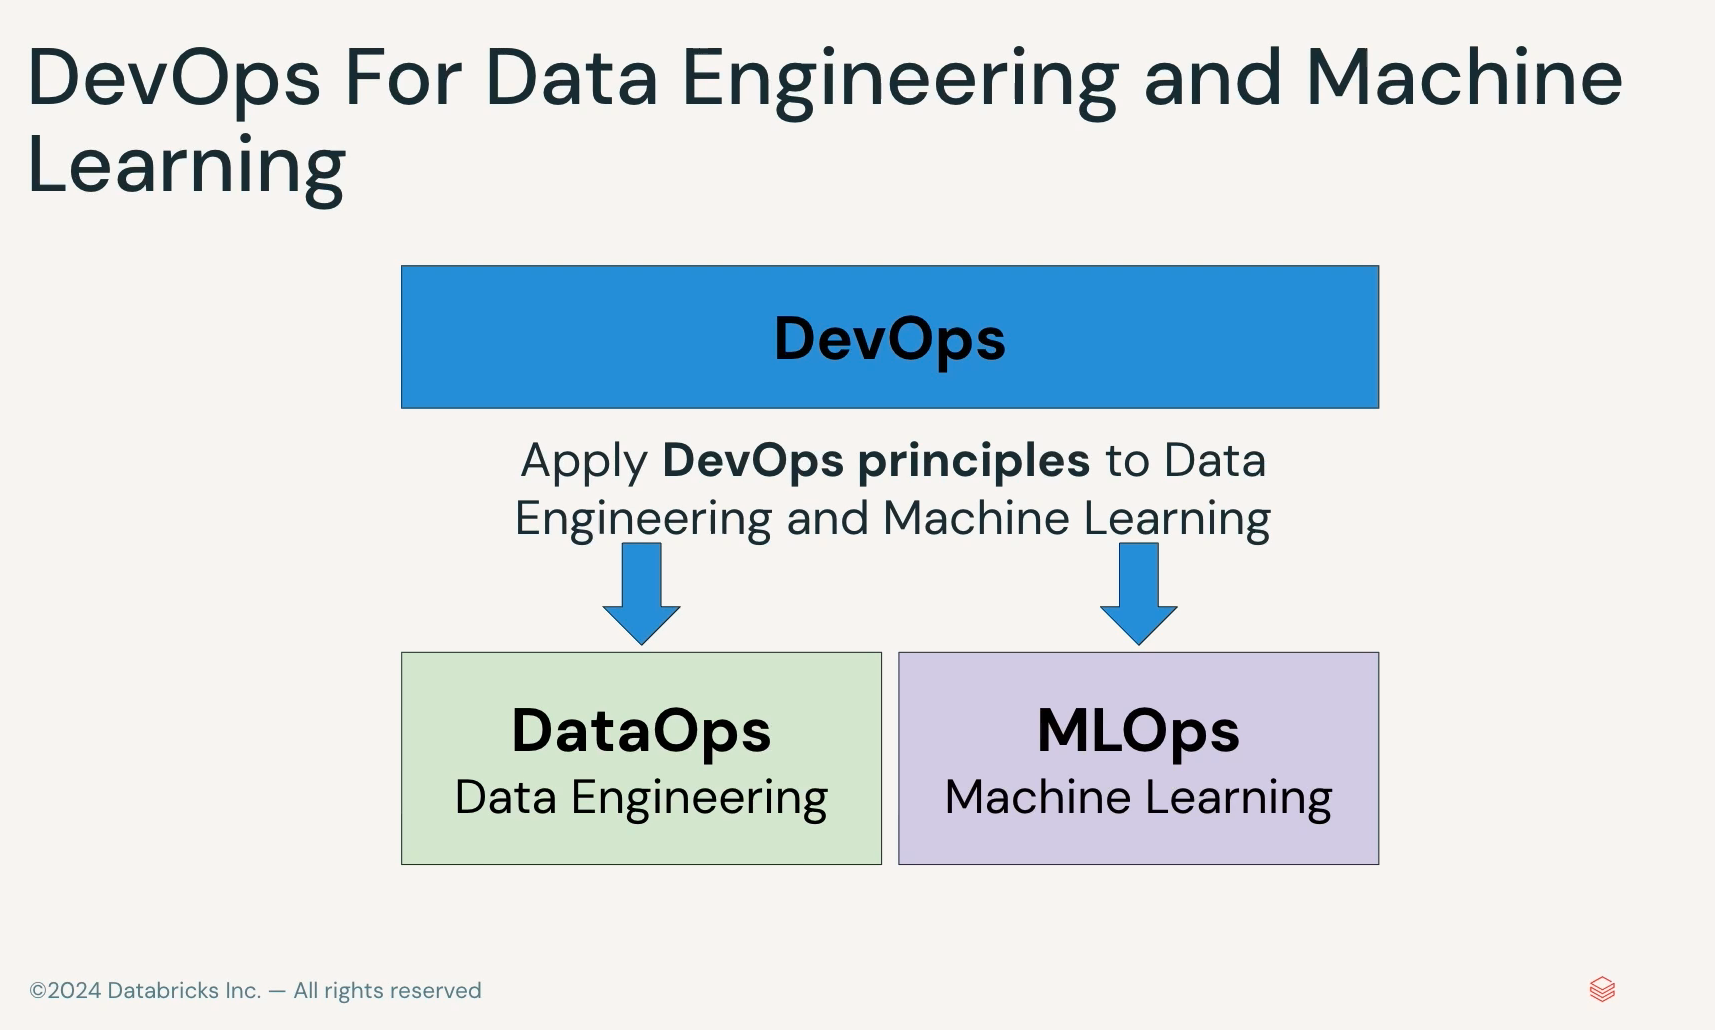 DevOps For Data Engineering and Machine
Learning
DevOps
Apply DevOps principles to Data
Engineering and Machine Learning
DataOps
Data Engineering
MLOps
Machine Learning
©2024 Databricks Inc. — All rights reserved